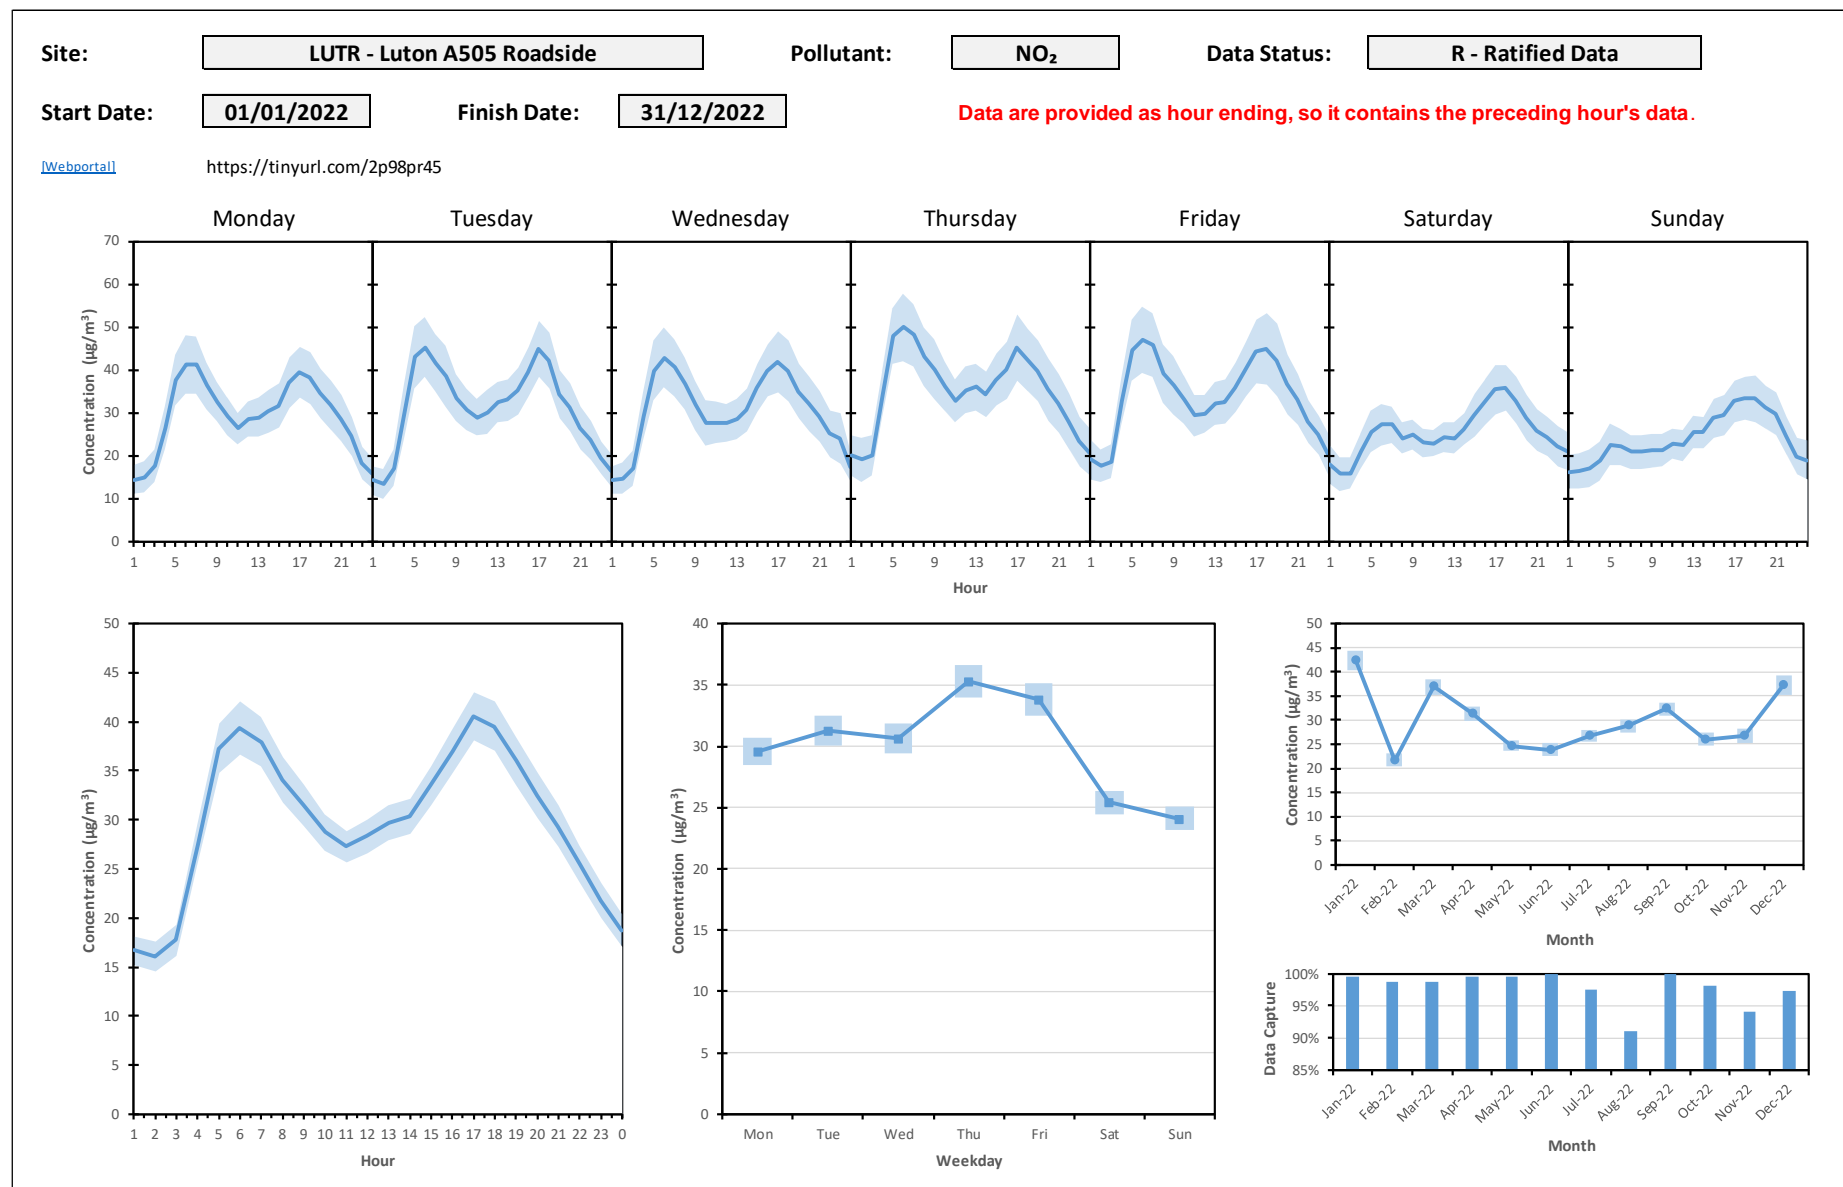 Site: LUTR - Luton A505 Roadside Pollutant: NO₂ Data Status: R - Ratified Data
Start Date: 01/01/2022 Finish Date: 31/12/2022 Data are provided as hour ending, so it contains the preceding hour's data.
[Webportal] https://tinyurl.com/2p98pr45
Monday Tuesday Wednesday Thursday Friday Saturday Sunday
Concentration (µg/m³)
70
60
50
40
30
20
10
0
1 5 9 13 17 21 1 5 9 13 17 21 1 5 9 13 17 21 1 5 9 13 17 21 1 5 9 13 17 21 1 5 9 13 17 21 1 5 9 13 17 21
Hour
Concentration (µg/m³)
50
45
40
35
30
25
20
15
10
5
0
1 2 3 4 5 6 7 8 9 10 11 12 13 14 15 16 17 18 19 20 21 22 23 0
Hour
Concentration (µg/m³)
40
35
30
25
20
15
10
5
0
Mon Tue Wed Thu Fri Sat Sun
Weekday
Concentration (µg/m³)
50
45
40
35
30
25
20
15
10
5
0
Jan-22 Feb-22 Mar-22 Apr-22 May-22 Jun-22 Jul-22 Aug-22 Sep-22 Oct-22 Nov-22 Dec-22
Month
Data Capture
100%
95%
90%
85%
Jan-22 Feb-22 Mar-22 Apr-22 May-22 Jun-22 Jul-22 Aug-22 Sep-22 Oct-22 Nov-22 Dec-22
Month